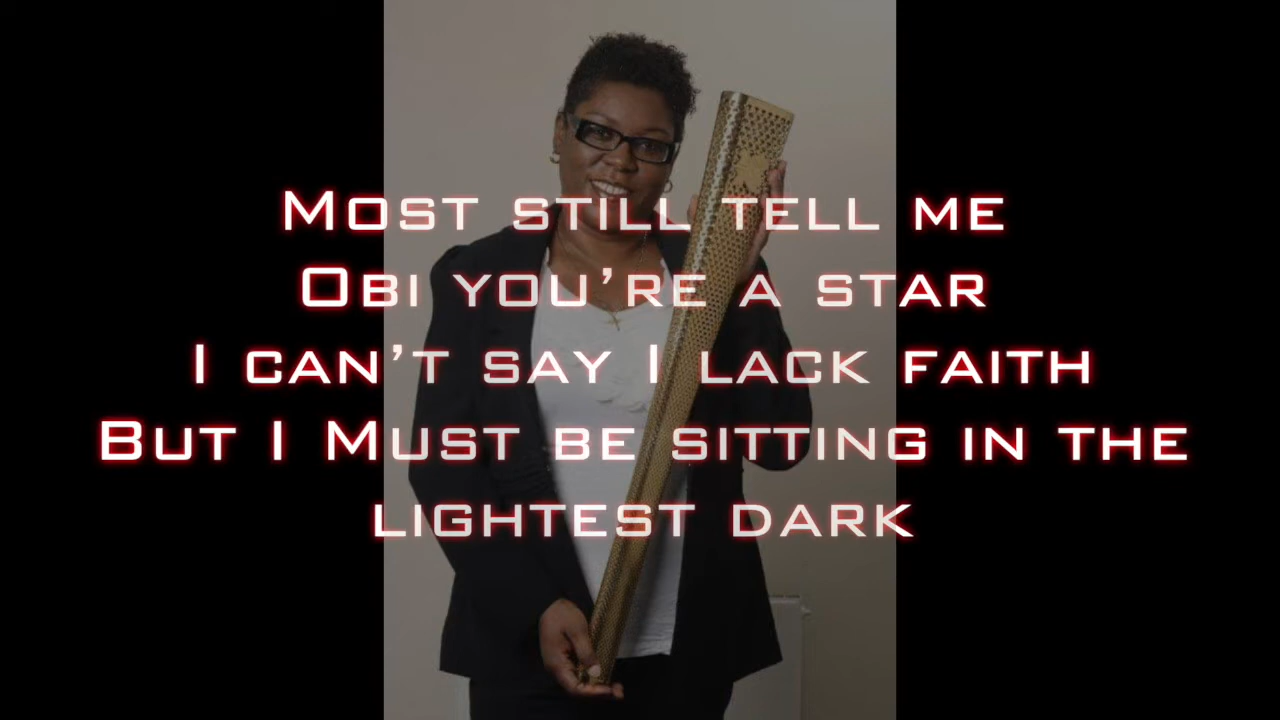 Most still tell me
Obi you're a star
I can't say I lack faith
But I Must be sitting in the
lightest dark